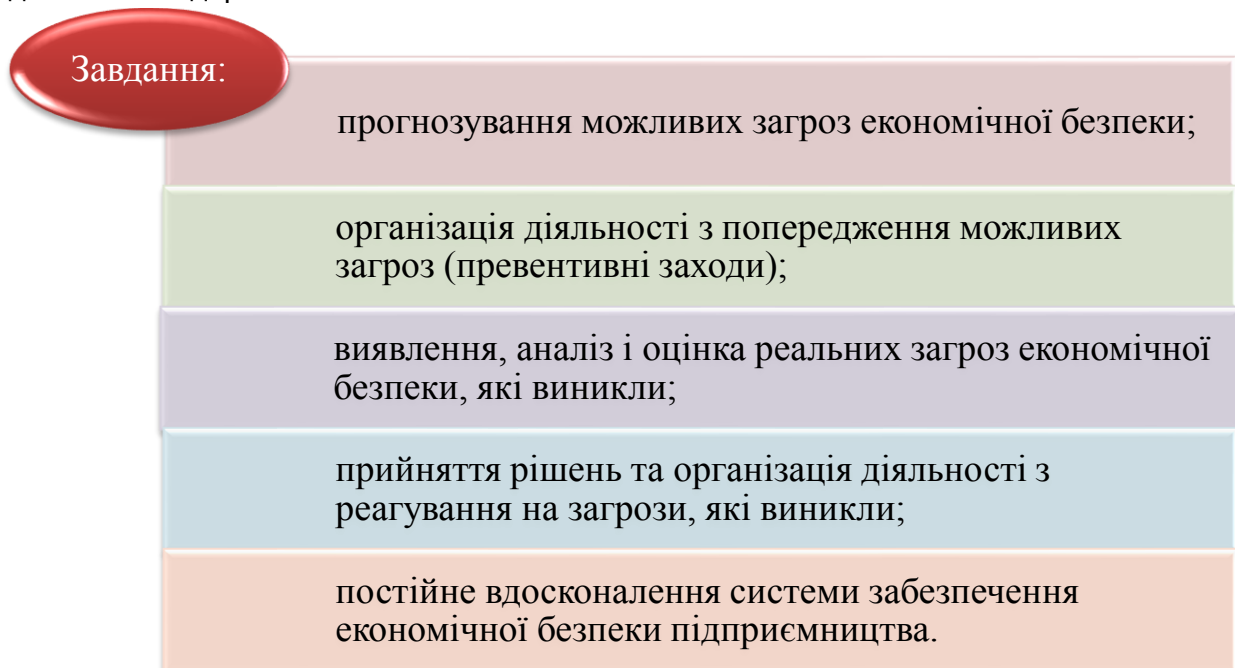 Завдання:
прогнозування можливих загроз економічної безпеки;
організація діяльності з попередження можливих
загроз (превентивні заходи);
виявлення, аналіз і оцінка реальних загроз економічної
безпеки, які виникли;
прийняття рішень та організація діяльності з
реагування на загрози, які виникли;
постійне вдосконалення системи забезпечення
економічної безпеки підприємництва.